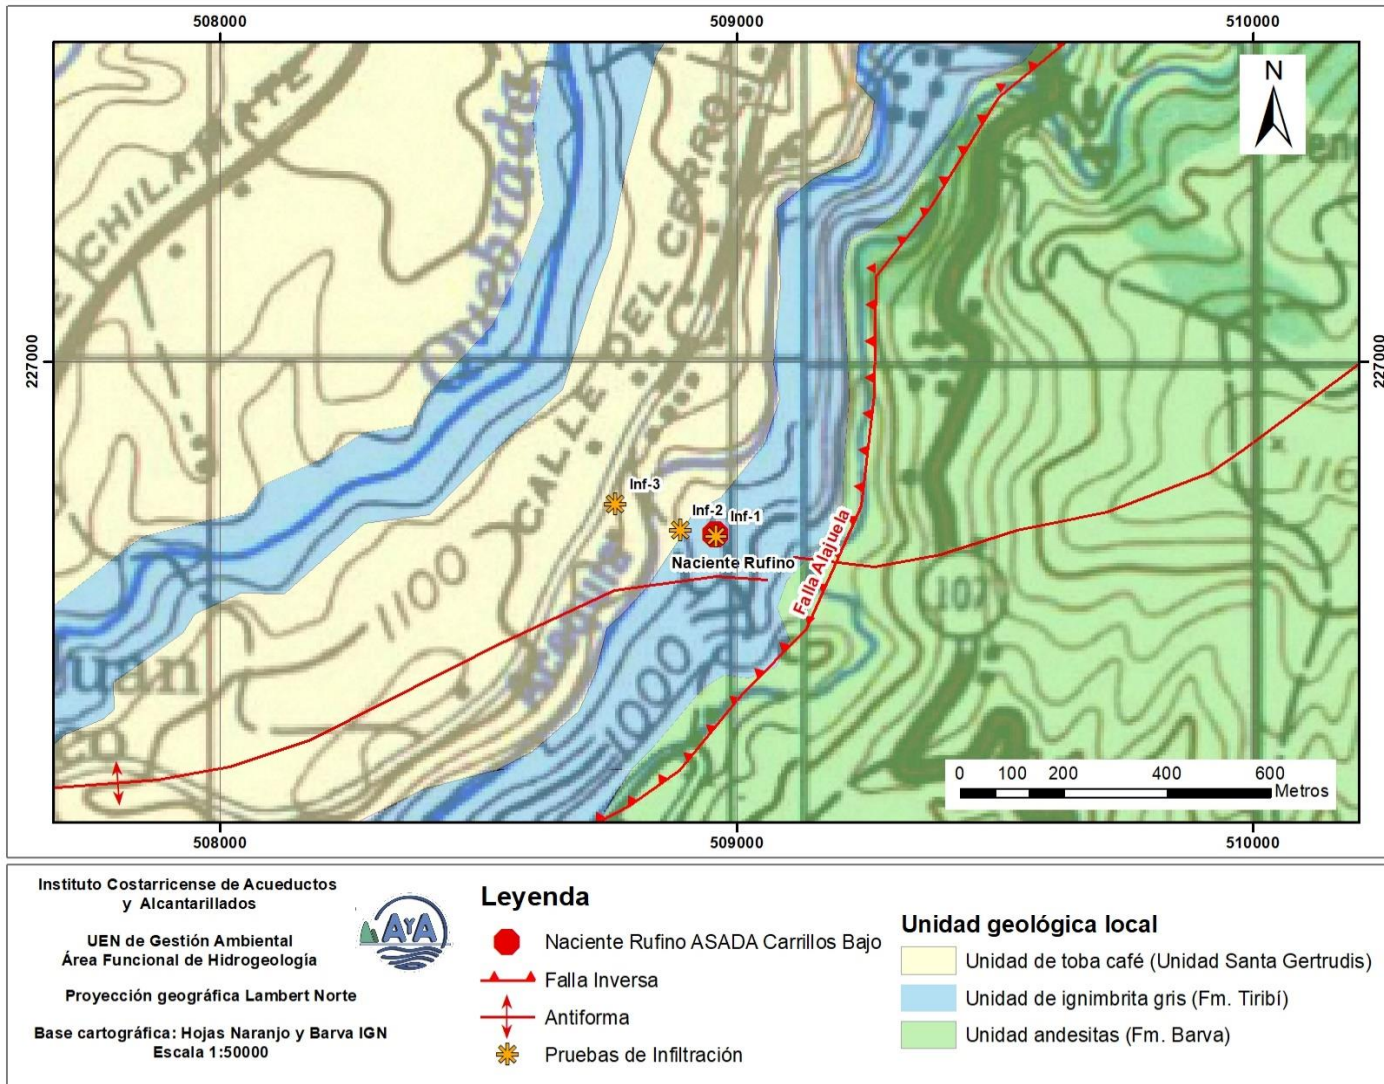 508000
509000
510000
N
CHILAMATE
Quebrada
CALLE DEL CERRO
227000
227000
Inf-3
Inf-2
Inf-1
Naciente Rufino
Falla Alajuela
1100
Acequia
1000
107
116
uan
0 100 200 400 600
Metros
508000
509000
510000
Instituto Costarricense de Acueductos
y Alcantarillados
UEN de Gestión Ambiental
Área Funcional de Hidrogeología
Proyección geográfica Lambert Norte
Base cartográfica: Hojas Naranjo y Barva IGN
Escala 1:50000
AyA
Leyenda
Naciente Rufino ASADA Carrillos Bajo
Falla Inversa
Antiforma
Pruebas de Infiltración
Unidad geológica local
Unidad de toba café (Unidad Santa Gertrudis)
Unidad de ignimbrita gris (Fm. Tiribí)
Unidad andesitas (Fm. Barva)